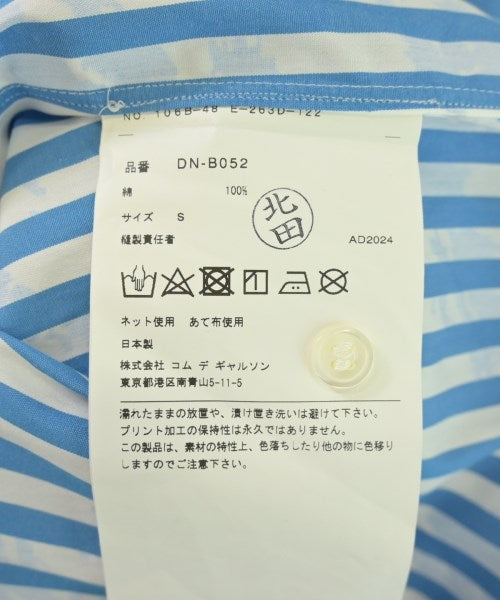 NO. 106B-48 E-263D-122
品番 DN-B052
綿 100%
サイズ S
縫製責任者
北田
AD2024
ネット使用 あて布使用
日本製
株式会社 コム デ ギャルソン
東京都港区南青山5-11-5
濡れたままの放置や、漬け置き洗いは避けて下さい。
プリント加工の保持性は永久ではありません。
この製品は、素材の特性上、色落ちしたり他の物に色移り
しますのでご注意下さい。